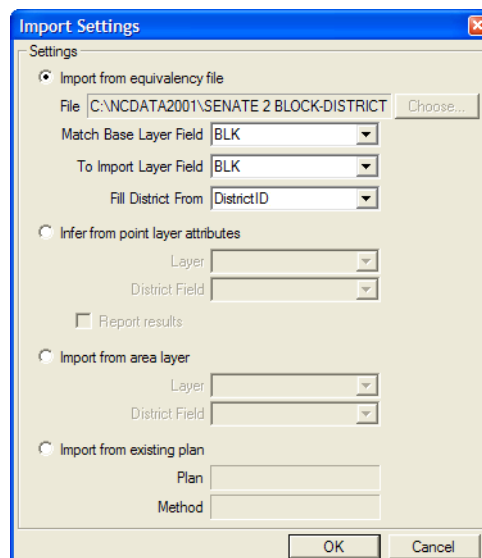 Import Settings
Settings
Import from equivalency file
File C:\NCDATA2001\SENATE 2 BLOCK-DISTRICT Choose...
Match Base Layer Field BLK
To Import Layer Field BLK
Fill District From DistrictID
Infer from point layer attributes
Layer
District Field
Report results
Import from area layer
Layer
District Field
Import from existing plan
Plan
Method
OK Cancel